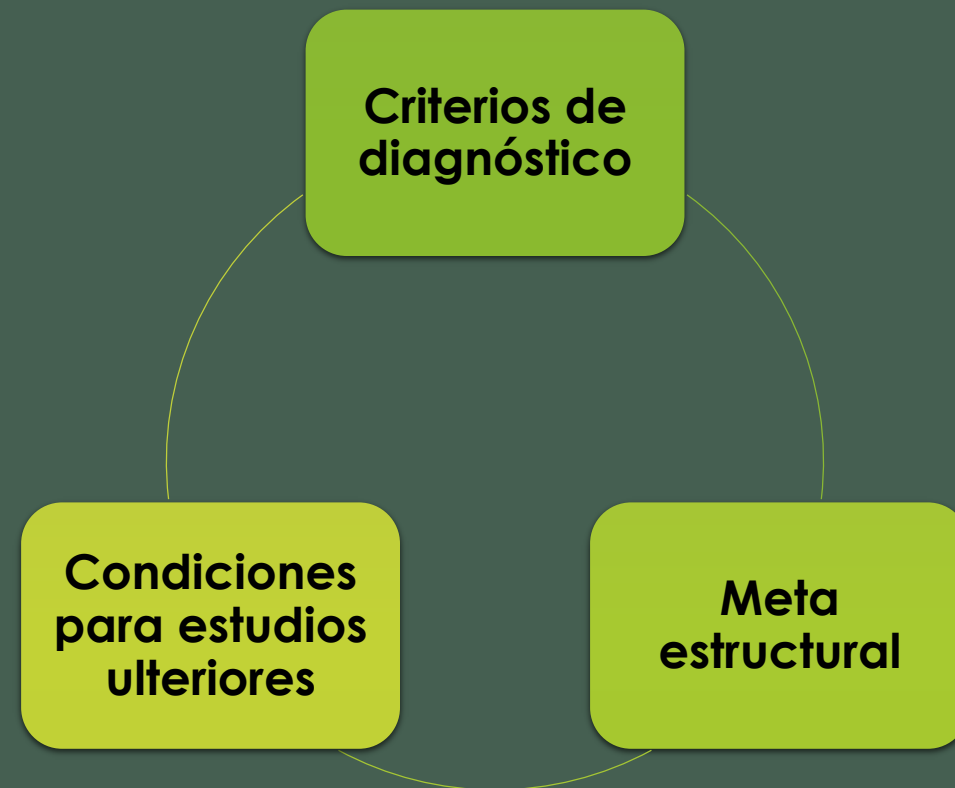 Criterios de
diagnóstico
Condiciones
para estudios
ulteriores
Meta
estructural